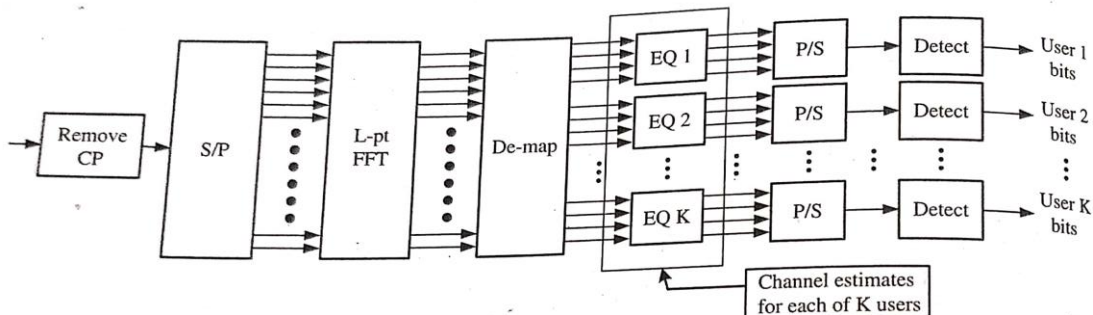 Remove
CP
S/P
L-pt
FFT
De-map
EQ 1
P/S
Detect
User 1
bits
EQ 2
P/S
Detect
User 2
bits
EQ K
P/S
Detect
User K
bits
Channel estimates
for each of K users